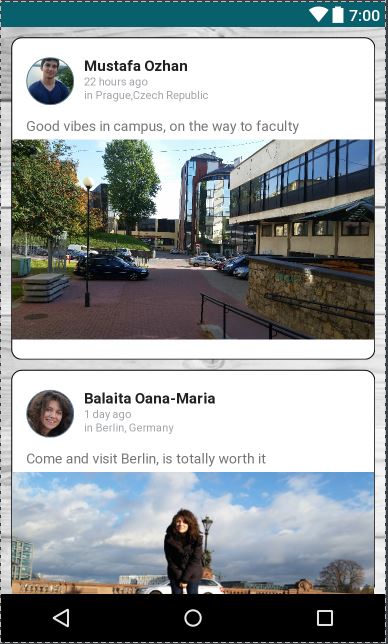 7:00
Mustafa Ozhan
22 hours ago
in Prague,Czech Republic
Good vibes in campus, on the way to faculty
Balaita Oana-Maria
1 day ago
in Berlin, Germany
Come and visit Berlin, is totally worth it